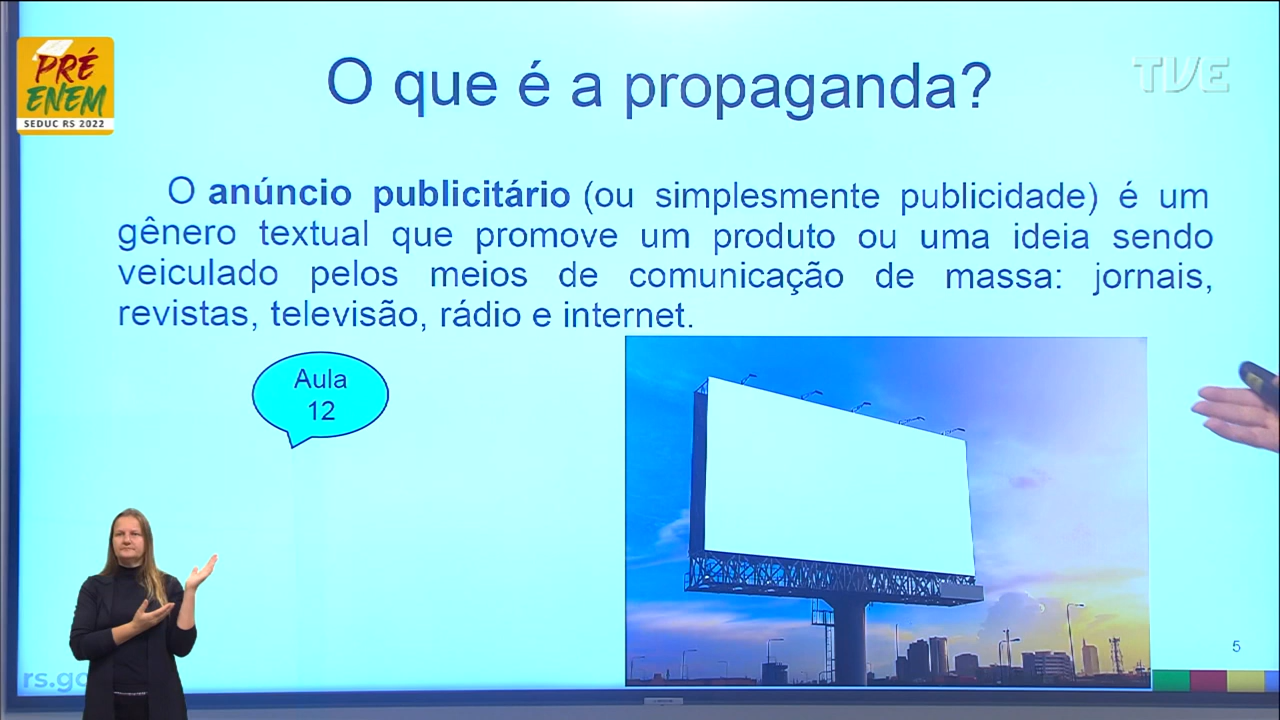 PRÉ
ENEM
SEDUC RS 2022
O que é a propaganda?
TVE
O anúncio publicitário (ou simplesmente publicidade) é um
gênero textual que promove um produto ou uma ideia sendo
veiculado pelos meios de comunicação de massa: jornais,
revistas, televisão, rádio e internet.
Aula
12
5
rs.go